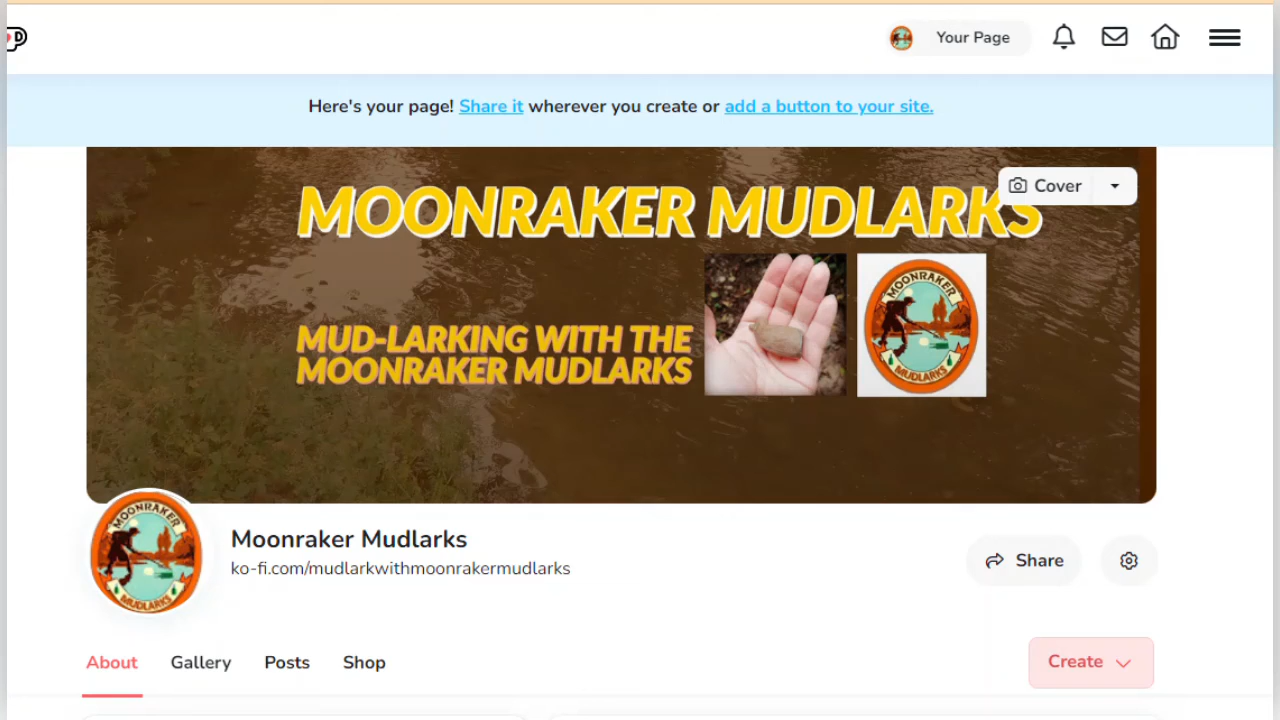 D
Your Page
Here's your page! Share it wherever you create or add a button to your site.
Cover
MOONRAKER MUDLARKS
MUD-LARKING WITH THE
MOONRAKER MUDLARKS
MOONRAKER
MUDLARKS
MOONRAKER
MUDLARKS
Moonraker Mudlarks
ko-fi.com/mudlarkwithmoonrakermudlarks
Share
About Gallery Posts Shop
Create